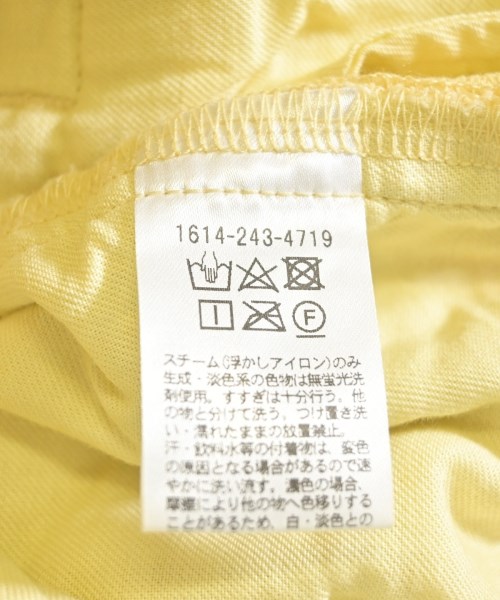 1614-243-4719
F
スチーム(浮かしアイロン)のみ
生成・淡色系の色物は無蛍光洗
剤使用。すすぎは十分行う。他
の物と分けて洗う。つけ置き洗
い・濡れたままの放置禁止。
汗・飲料水等の付着物は、変色
の原因となる場合があるので速
やかに洗い流す。濃色の場合、
摩擦により他の物へ色移りする
ことがあるため、白・淡色との